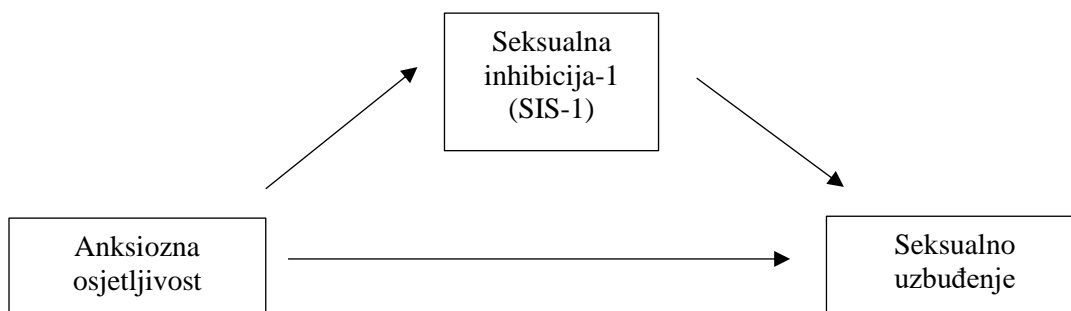 Seksualna
inhibicija-1
(SIS-1)
Anksiozna
osjetljivost
Seksualno
uzbuđenje